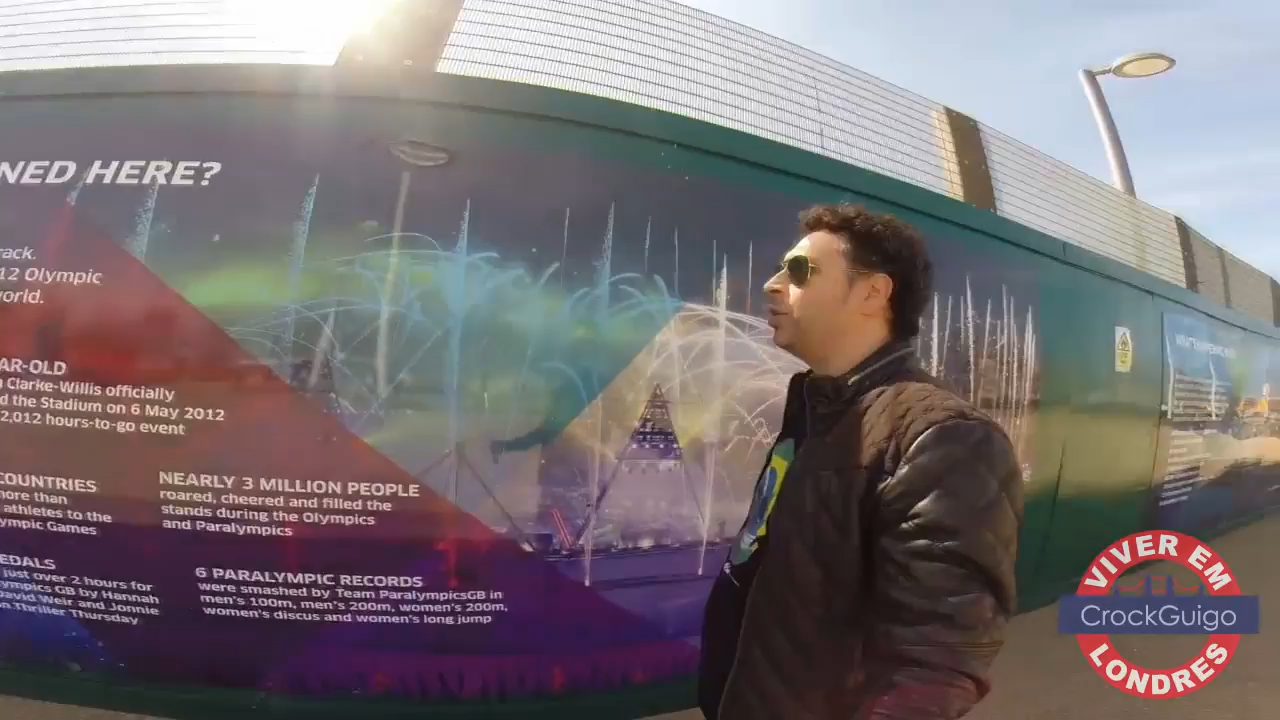 NED HERE?
rack.
12 Olympic
world.
AR-OLD
Clarke-Willis officially
d the Stadium on 6 May 2012
2,012 hours-to-go event
COUNTRIES
more than
athletes to the
ympic Games
NEARLY 3 MILLION PEOPLE
roared, cheered and filled the
stands during the Olympics
and Paralympics
EDALS
just over 2 hours for
ympics GB by Hannah
David Weir and Jonnie
n Thriller Thursday
6 PARALYMPIC RECORDS
were smashed by Team ParalympicsGB in
men's 100m, men's 200m, women's 200m,
women's discus and women's long jump
VIVER EM
CrockGuigo
LONDRES